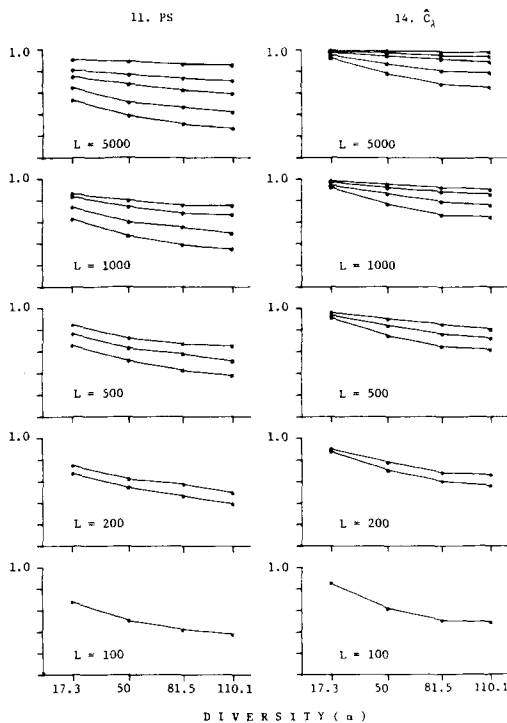 11. PS
14. Ĉλ
1.0
1.0
L = 5000
L = 5000
1.0
1.0
L = 1000
L = 1000
1.0
1.0
L = 500
L = 500
1.0
1.0
L = 200
L = 200
1.0
1.0
L = 100
L = 100
17.3 50 81.5 110.1
17.3 50 81.5 110.1
DIVERSITY (α)